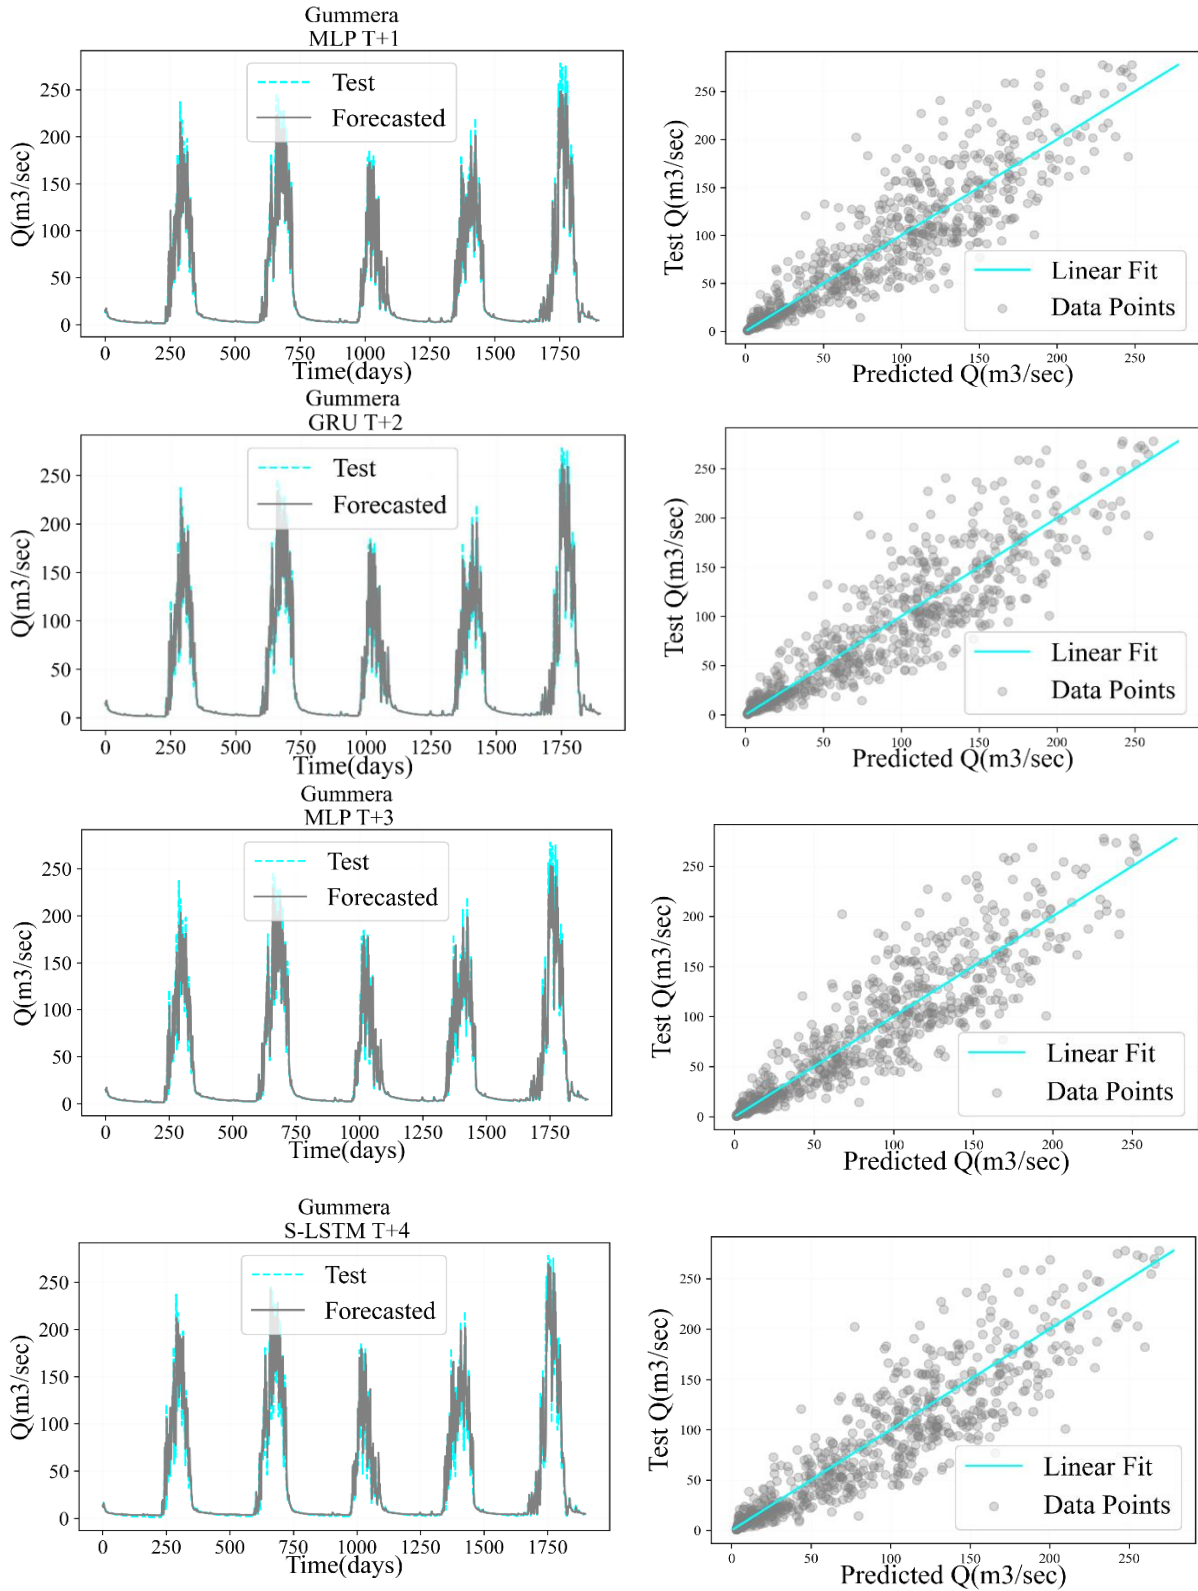 Gummera
MLP T+1
Test
Forecasted
Q(m3/sec)
250
200
150
100
50
0
0 250 500 750 1000 1250 1500 1750
Time(days)
Test Q(m3/sec)
250
200
150
100
50
0
Linear Fit
Data Points
0 50 100 150 200 250
Predicted Q(m3/sec)
Gummera
GRU T+2
Test
Forecasted
Q(m3/sec)
250
200
150
100
50
0
0 250 500 750 1000 1250 1500 1750
Time(days)
Test Q(m3/sec)
250
200
150
100
50
0
Linear Fit
Data Points
0 50 100 150 200 250
Predicted Q(m3/sec)
Gummera
MLP T+3
Test
Forecasted
Q(m3/sec)
250
200
150
100
50
0
0 250 500 750 1000 1250 1500 1750
Time(days)
Test Q(m3/sec)
250
200
150
100
50
0
Linear Fit
Data Points
0 50 100 150 200 250
Predicted Q(m3/sec)
Gummera
S-LSTM T+4
Test
Forecasted
Q(m3/sec)
250
200
150
100
50
0
0 250 500 750 1000 1250 1500 1750
Time(days)
Test Q(m3/sec)
250
200
150
100
50
0
Linear Fit
Data Points
0 50 100 150 200 250
Predicted Q(m3/sec)